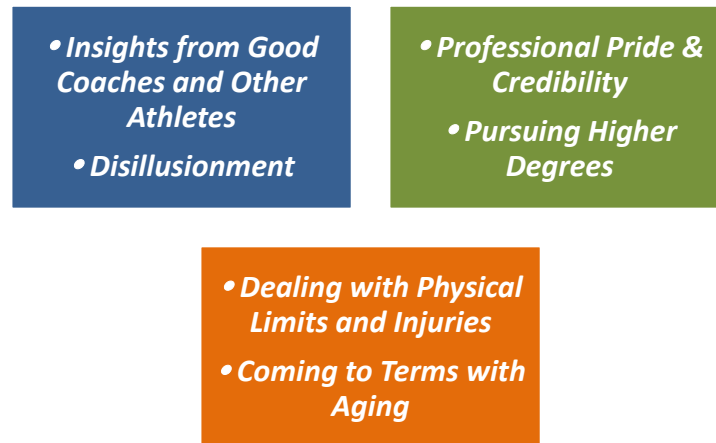 • Insights from Good
Coaches and Other
Athletes
• Disillusionment
• Professional Pride &
Credibility
• Pursuing Higher
Degrees
• Dealing with Physical
Limits and Injuries
• Coming to Terms with
Aging